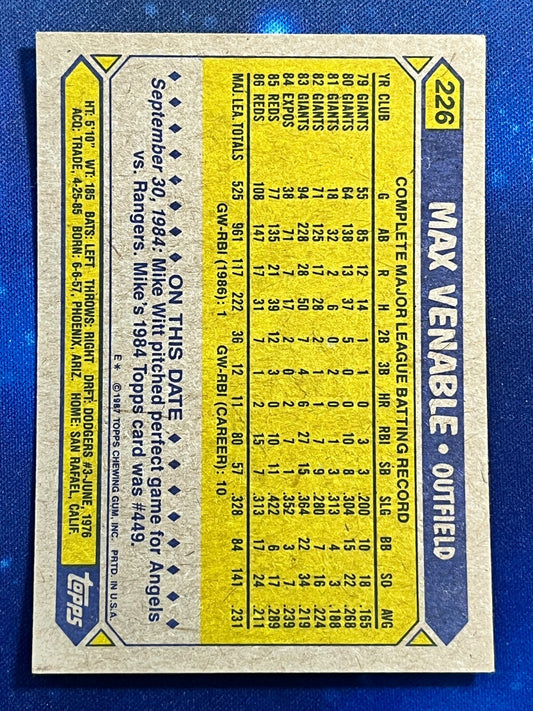 226
MAX VENABLE • OUTFIELD
COMPLETE MAJOR LEAGUE BATTING RECORD
YR CLUB G AB R H 2B 3B HR RBI SB SLG BB SO AVG
79 GIANTS 55 85 12 14 1 1 0 3 3 .200 10 18 .165
80 GIANTS 64 138 13 37 5 0 0 10 8 .304 15 22 .268
81 GIANTS 18 32 2 6 0 2 0 1 3 .313 4 3 .188
82 GIANTS 71 125 17 28 2 1 1 7 9 .280 7 16 .224
83 GIANTS 94 228 28 50 7 4 6 27 15 .364 22 34 .219
84 EXPOS 38 71 7 17 2 0 2 7 1 .352 3 7 .239
85 REDS 77 135 21 39 12 3 0 10 11 .422 6 17 .289
86 REDS 108 147 17 31 7 1 2 15 7 .313 17 24 .211
MAJ. LEA. TOTALS 525 961 117 222 36 12 11 80 57 .328 84 141 .231
GW-RBI (1986): 1 GW-RBI (CAREER): 10
ON THIS DATE
September 30, 1984: Mike Witt pitched perfect game for Angels
vs. Rangers. Mike's 1984 Topps card was #449.
E* ©1987 TOPPS CHEWING GUM, INC. PRTD. IN U.S.A.
HT: 5'10" WT: 185 BATS: LEFT THROWS: RIGHT DRAFT: DODGERS #3-JUNE, 1976
ACQ: TRADE, 4-25-85 BORN: 6-6-57, PHOENIX, ARIZ. HOME: SAN RAFAEL, CALIF.
topps